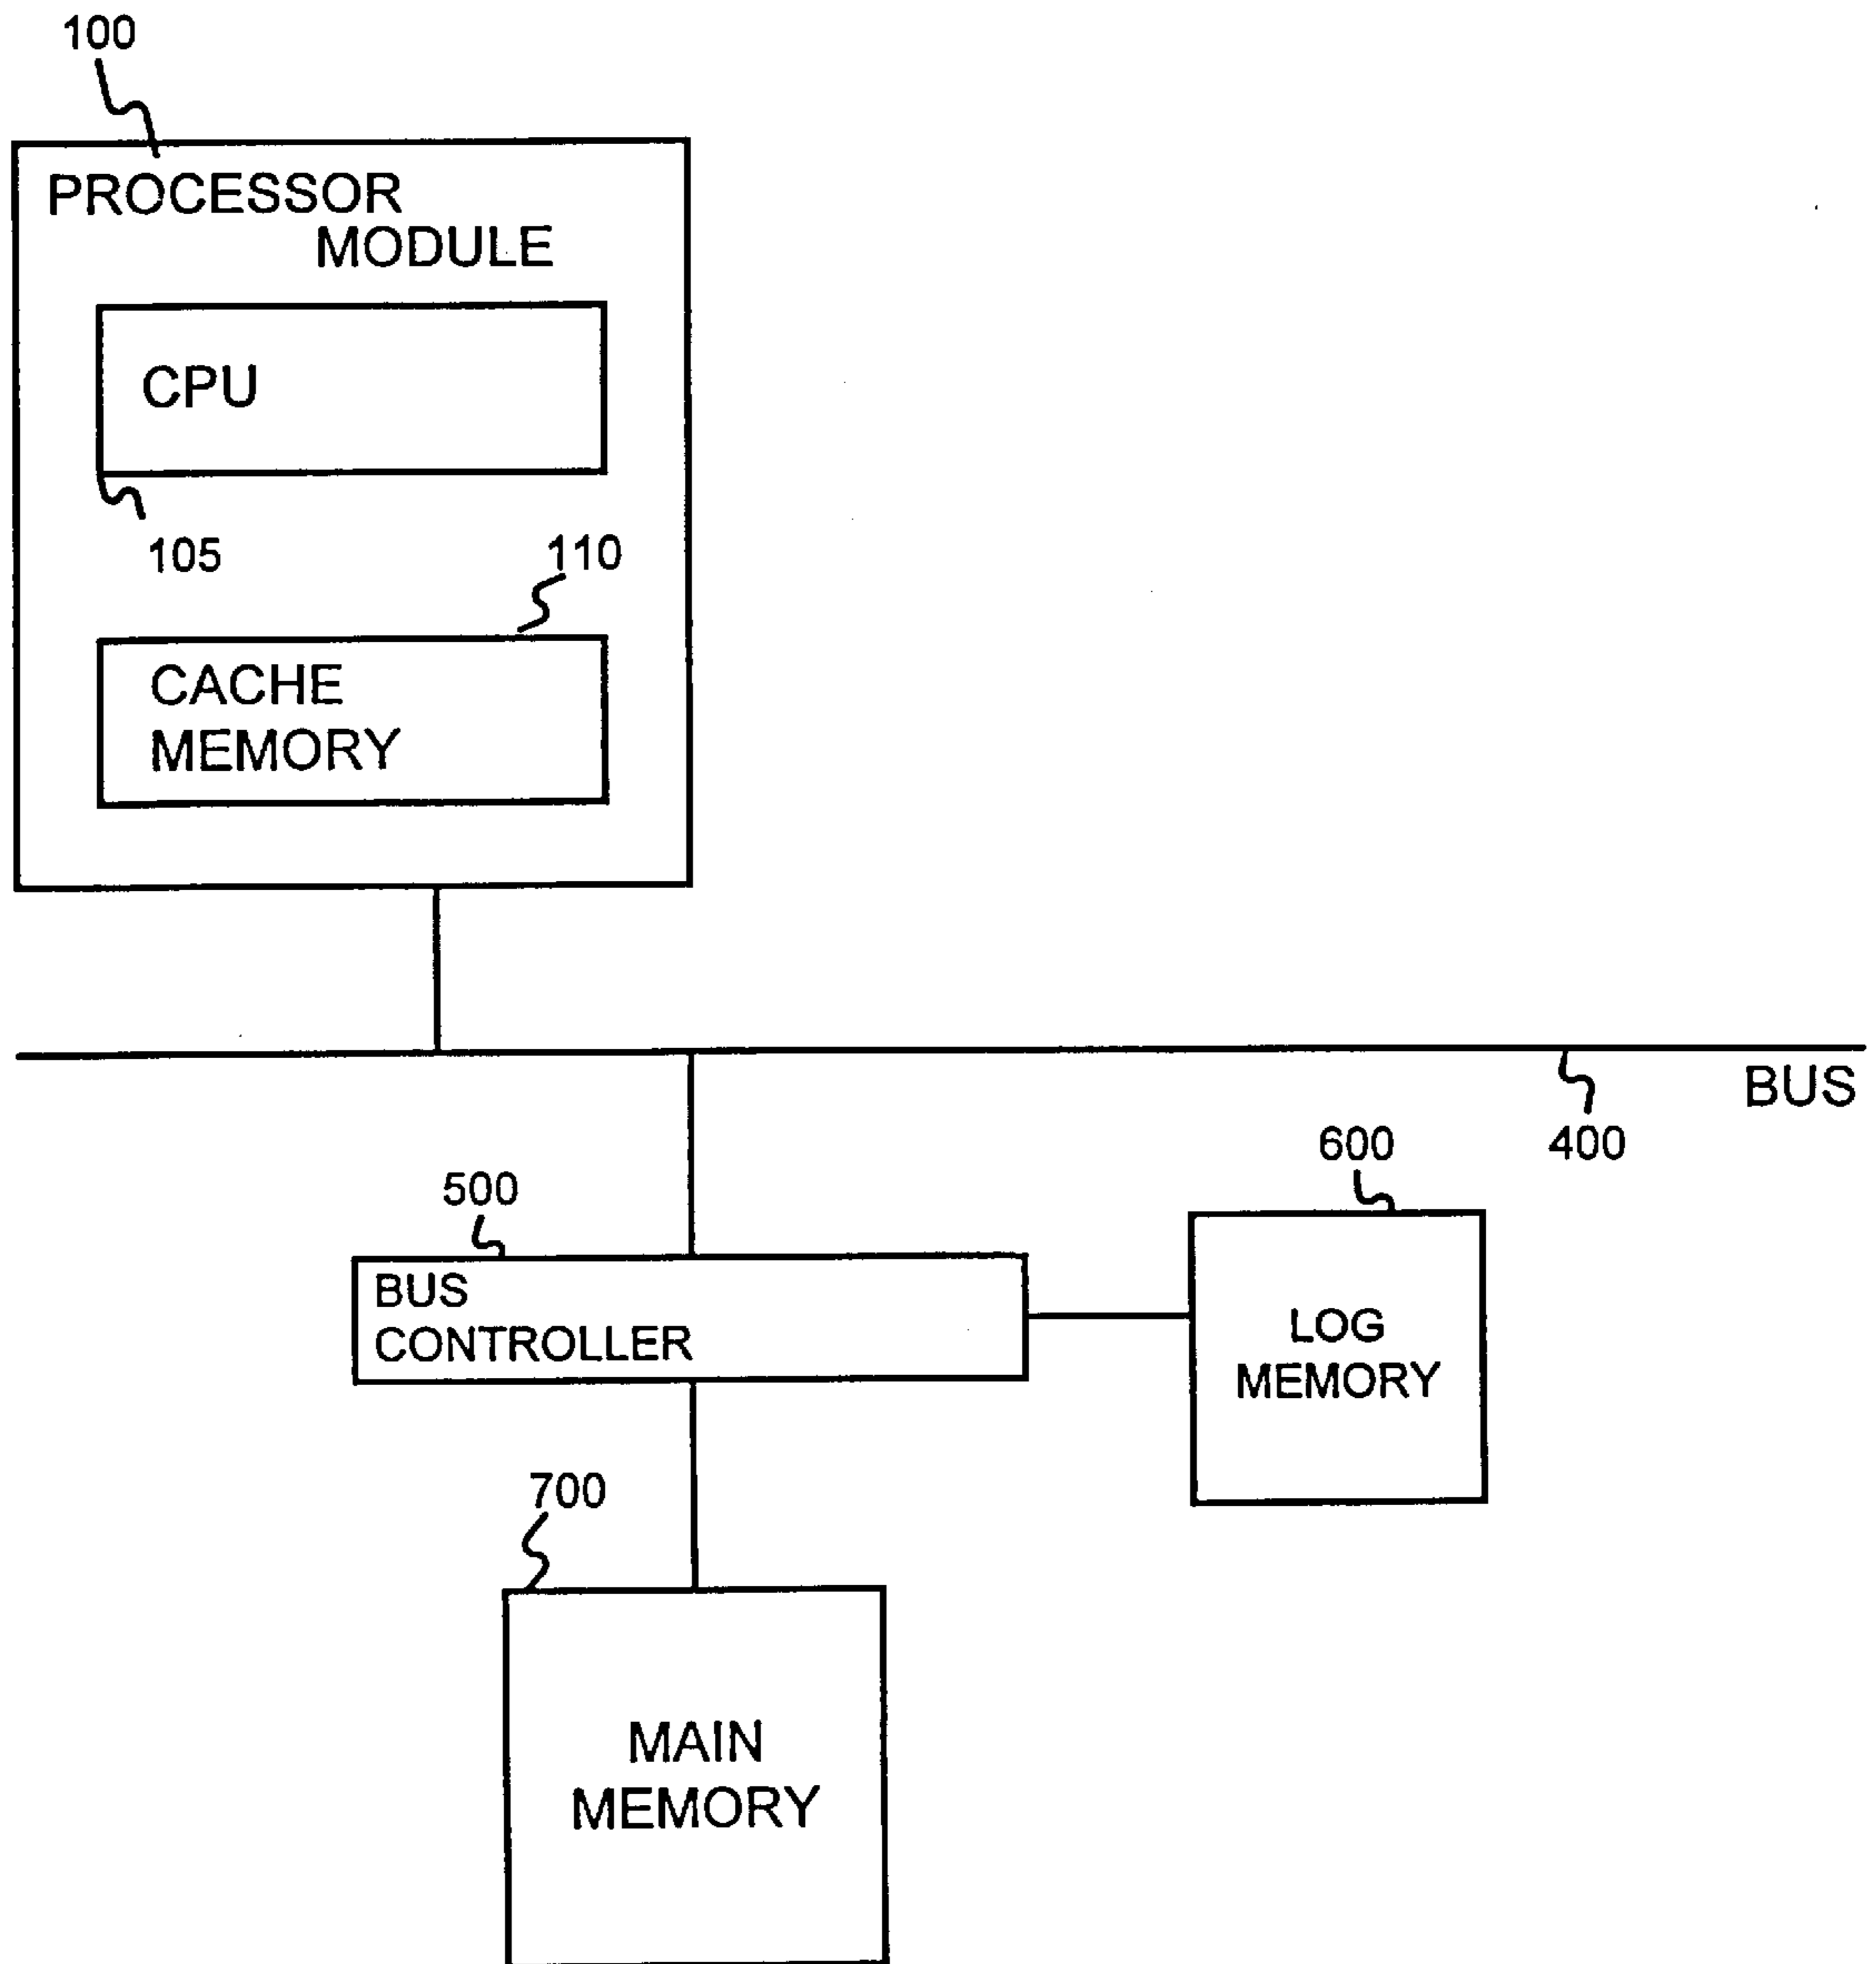 100
PROCESSOR
MODULE
CPU
105
110
CACHE
MEMORY
BUS
400
600
500
BUS
CONTROLLER
LOG
MEMORY
700
MAIN
MEMORY